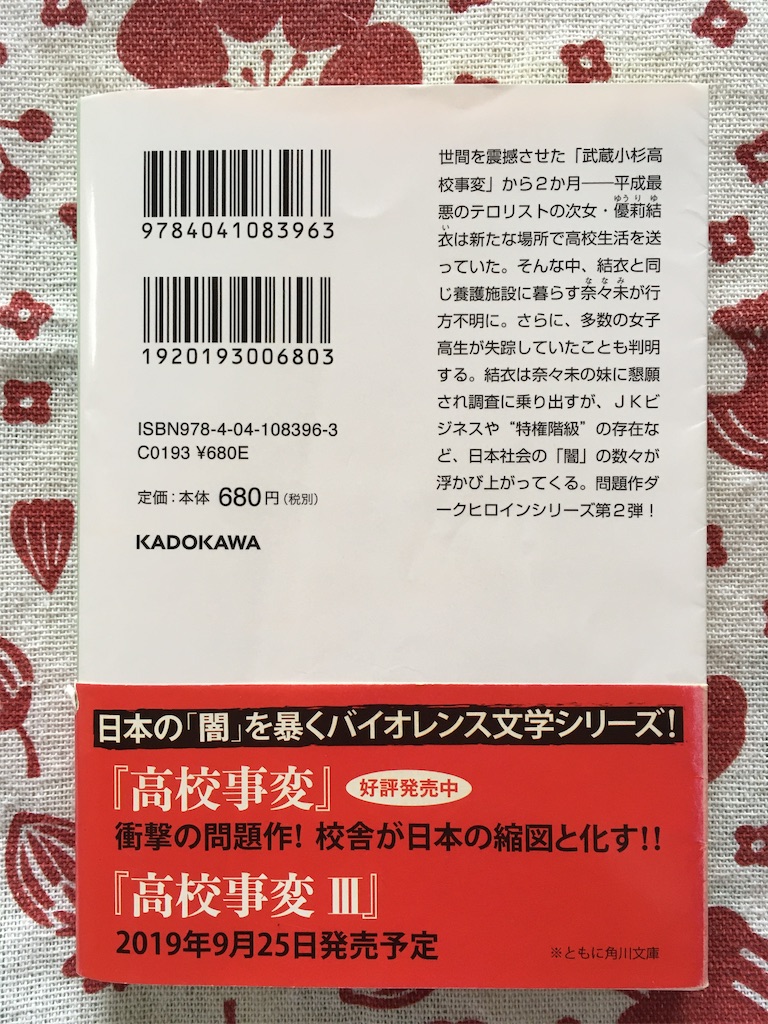 9784041083963
1920193006803
ISBN978-4-04-108396-3
C0193 ¥680E
定価：本体 680円（税別）
KADOKAWA
世間を震撼させた「武蔵小杉高
校事変」から２か月――平成最
悪のテロリストの次女・優莉結
衣は新たな場所で高校生活を送
っていた。そんな中、結衣と同
じ養護施設に暮らす奈々未が行
方不明に。さらに、多数の女子
高生が失踪していたことも判明
する。結衣は奈々未の妹に懇願
され調査に乗り出すが、ＪＫビ
ジネスや“特権階級”の存在な
ど、日本社会の「闇」の数々が
浮かび上がってくる。問題作ダ
ークヒロインシリーズ第２弾！
ゆうりゆ
い
ななみ
日本の「闇」を暴くバイオレンス文学シリーズ！
『高校事変』 好評発売中
衝撃の問題作！ 校舎が日本の縮図と化す！！
『高校事変 Ⅲ』
2019年9月25日発売予定
※ともに角川文庫